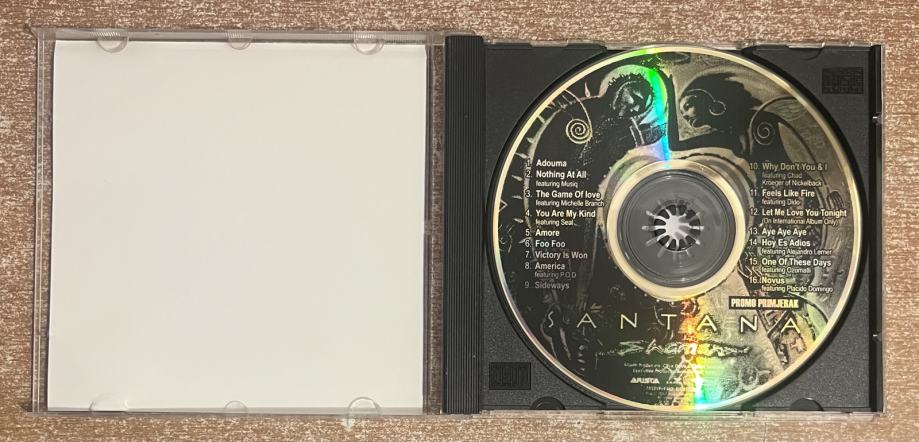 1. Adouma
2. Nothing At All
featuring Musiq
3. The Game Of love
featuring Michelle Branch
4. You Are My Kind
featuring Seal
5. Amore
6. Foo Foo
7. Victory Is Won
8. America
featuring P.O.D
9. Sideways
10. Why Don't You & I
featuring Chad
Kroeger of Nickelback
11. Feels Like Fire
featuring Dido
12. Let Me Love You Tonight
(On International Album Only)
13. Aye Aye Aye
14. Hoy Es Adios
featuring Alejandro Lerner
15. One Of These Days
featuring Ozomatli
16. Novus
featuring Placido Domingo
PROMO PRIMJERAK
SANTANA
Shaman
ARISTA